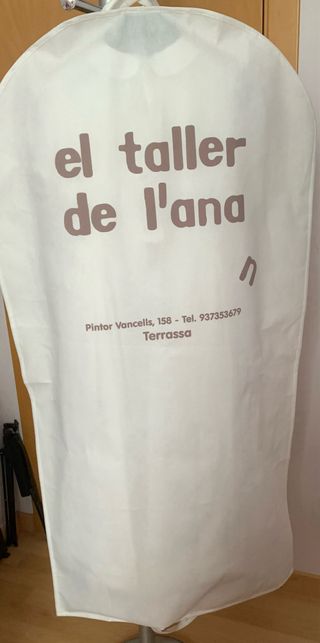 el taller
de l'ana
n
Pintor Vancells, 158 - Tel. 937353679
Terrassa